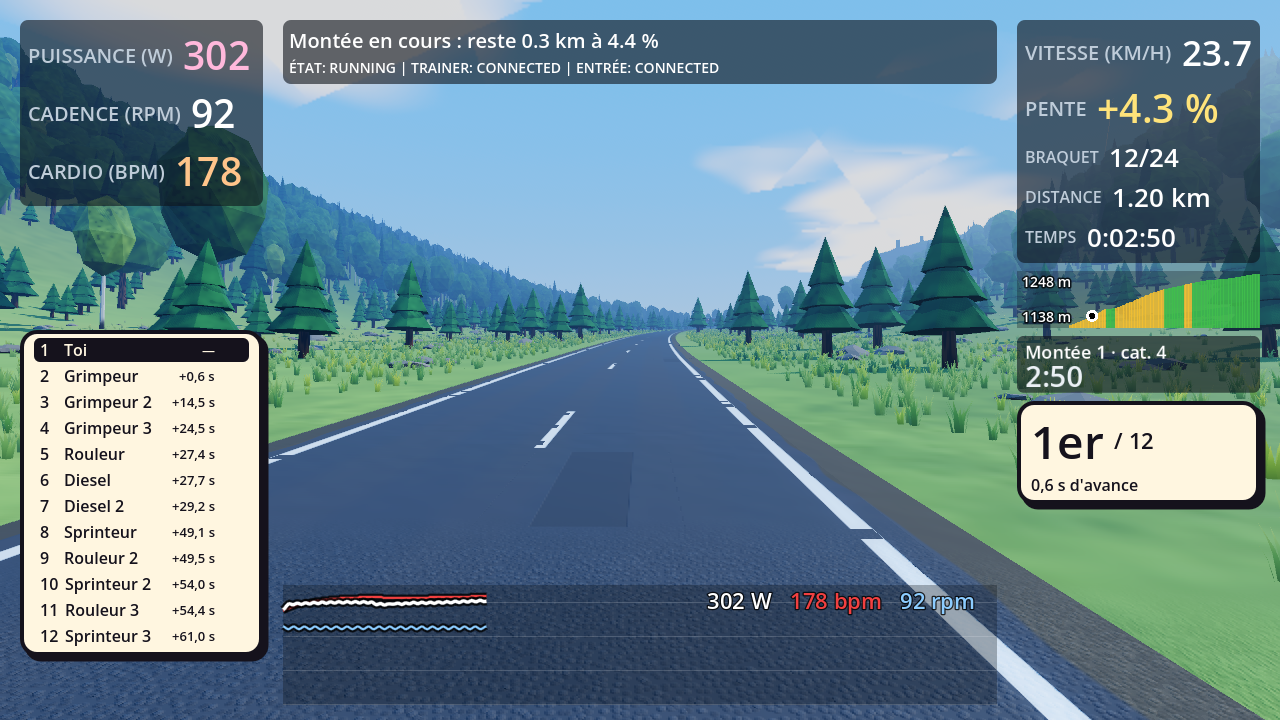 PUISSANCE (W) 302
CADENCE (RPM) 92
CARDIO (BPM) 178
Montée en cours : reste 0.3 km à 4.4 %
ÉTAT: RUNNING | TRAINER: CONNECTED | ENTRÉE: CONNECTED
VITESSE (KM/H) 23.7
PENTE +4.3 %
BRAQUET 12/24
DISTANCE 1.20 km
TEMPS 0:02:50
1248 m
1138 m
Montée 1 · cat. 4
2:50
1er / 12
0,6 s d'avance
1 Toi —
2 Grimpeur +0,6 s
3 Grimpeur 2 +14,5 s
4 Grimpeur 3 +24,5 s
5 Rouleur +27,4 s
6 Diesel +27,7 s
7 Diesel 2 +29,2 s
8 Sprinteur +49,1 s
9 Rouleur 2 +49,5 s
10 Sprinteur 2 +54,0 s
11 Rouleur 3 +54,4 s
12 Sprinteur 3 +61,0 s
302 W 178 bpm 92 rpm